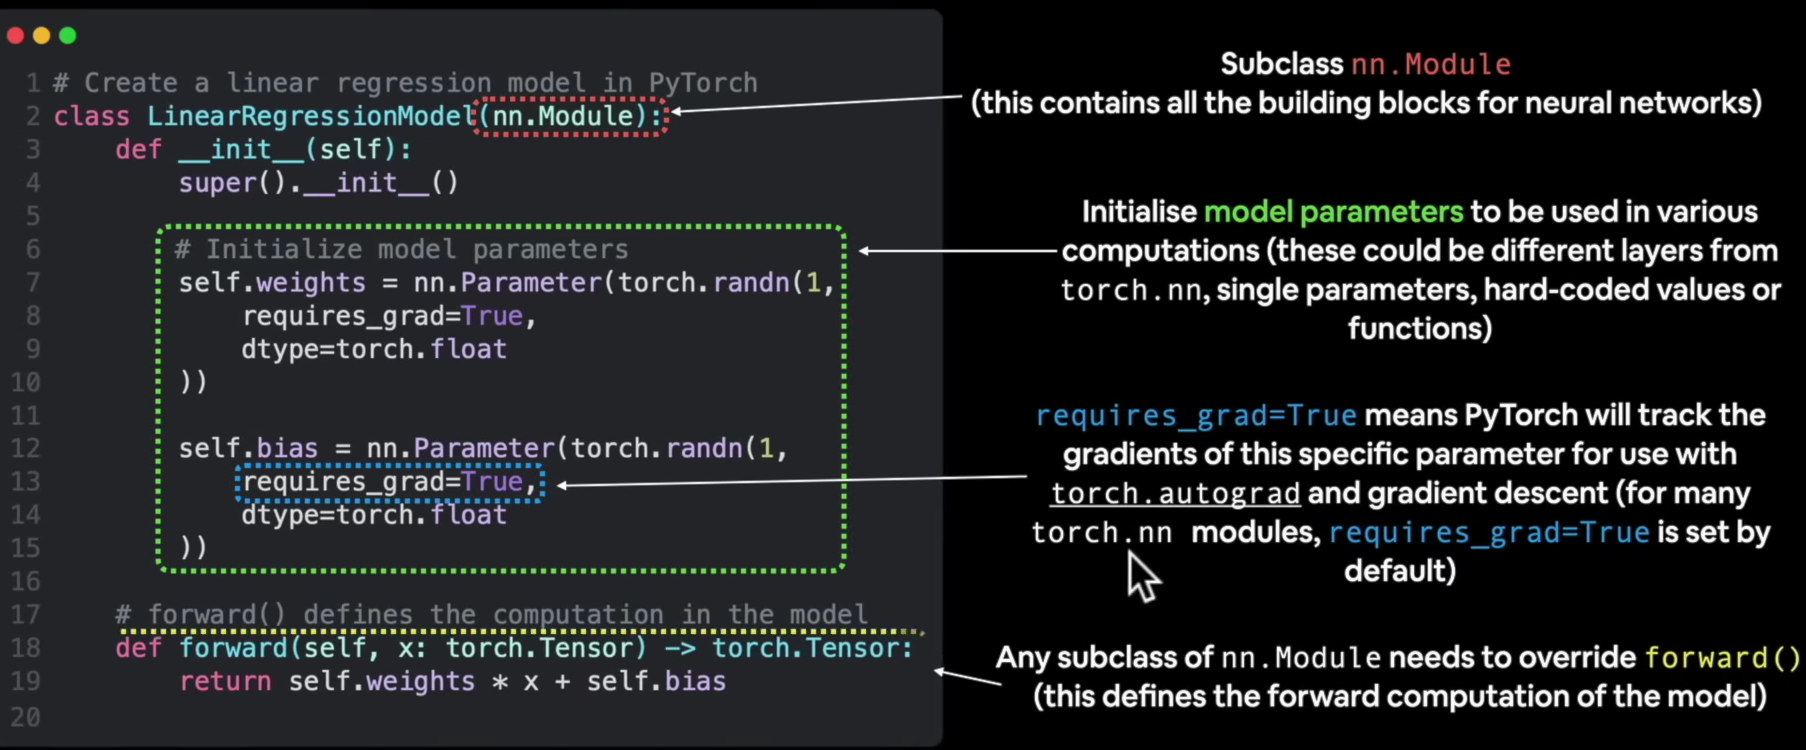 1 # Create a linear regression model in PyTorch
2 class LinearRegressionModel(nn.Module):
3     def __init__(self):
4         super().__init__()
5
6         # Initialize model parameters
7         self.weights = nn.Parameter(torch.randn(1,
8             requires_grad=True,
9             dtype=torch.float
10         ))
11
12         self.bias = nn.Parameter(torch.randn(1,
13             requires_grad=True,
14             dtype=torch.float
15         ))
16
17     # forward() defines the computation in the model
18     def forward(self, x: torch.Tensor) -> torch.Tensor:
19         return self.weights * x + self.bias
20
Subclass nn.Module
(this contains all the building blocks for neural networks)
Initialise model parameters to be used in various
computations (these could be different layers from
torch.nn, single parameters, hard-coded values or
functions)
requires_grad=True means PyTorch will track the
gradients of this specific parameter for use with
torch.autograd and gradient descent (for many
torch.nn modules, requires_grad=True is set by
default)
Any subclass of nn.Module needs to override forward()
(this defines the forward computation of the model)